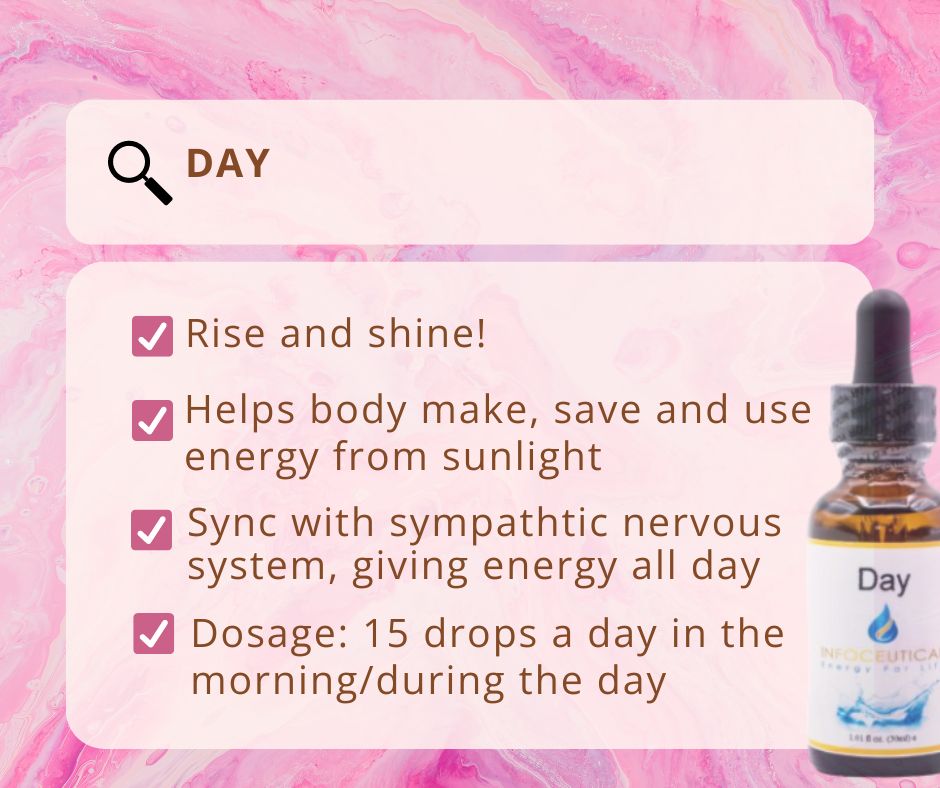 DAY
Rise and shine!
Helps body make, save and use
energy from sunlight
Sync with sympathtic nervous
system, giving energy all day
Dosage: 15 drops a day in the
morning/during the day
Day
INFOCEUTICAL
Energy For Li
1.01 fl oz. (30ml) e